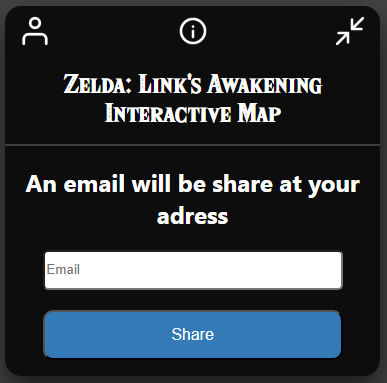 Zelda: Link's Awakening
Interactive Map
An email will be share at your
adress
Email
Share